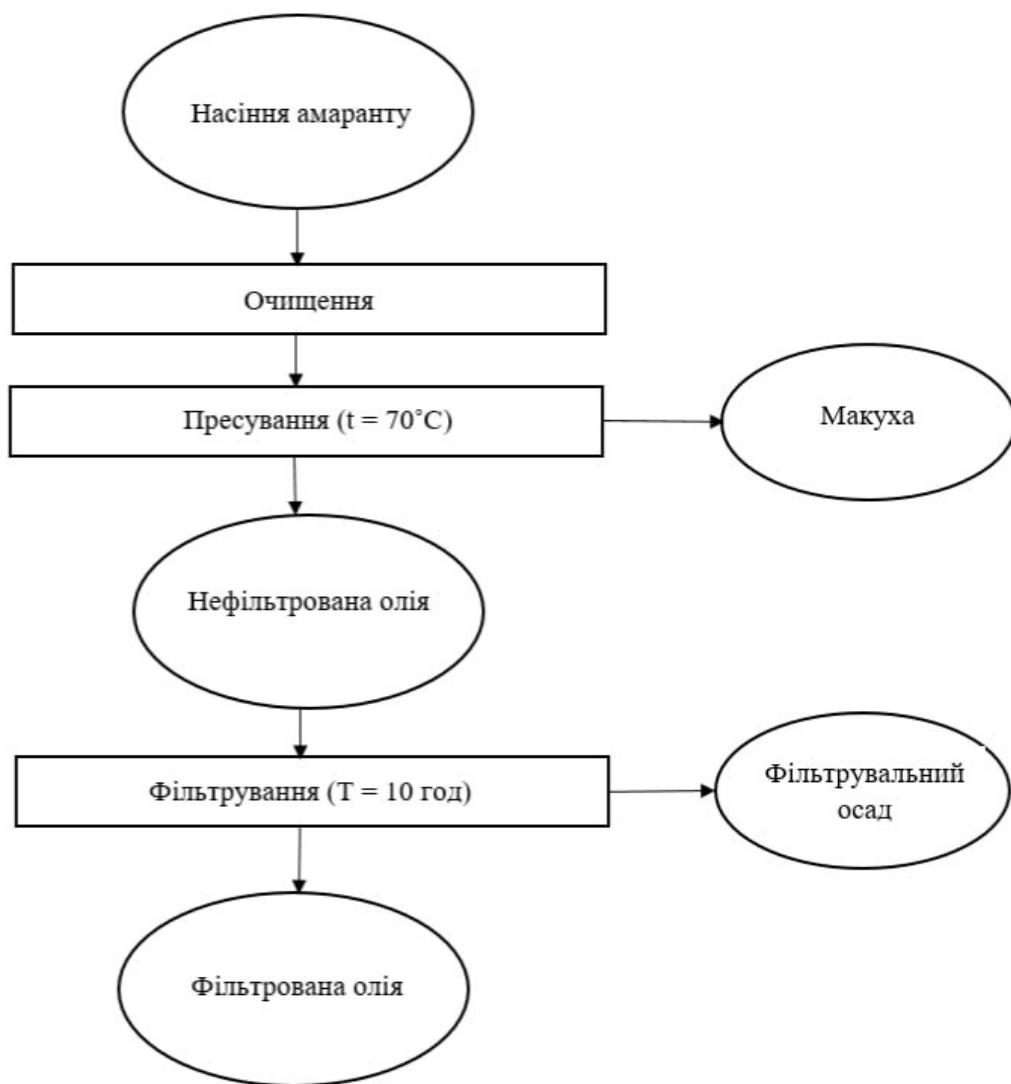 Насіння амаранту
Очищення
Пресування (t = 70˚C)
Макуха
Нефільтрована олія
Фільтрування (Т = 10 год)
Фільтрувальний
осад
Фільтрована олія